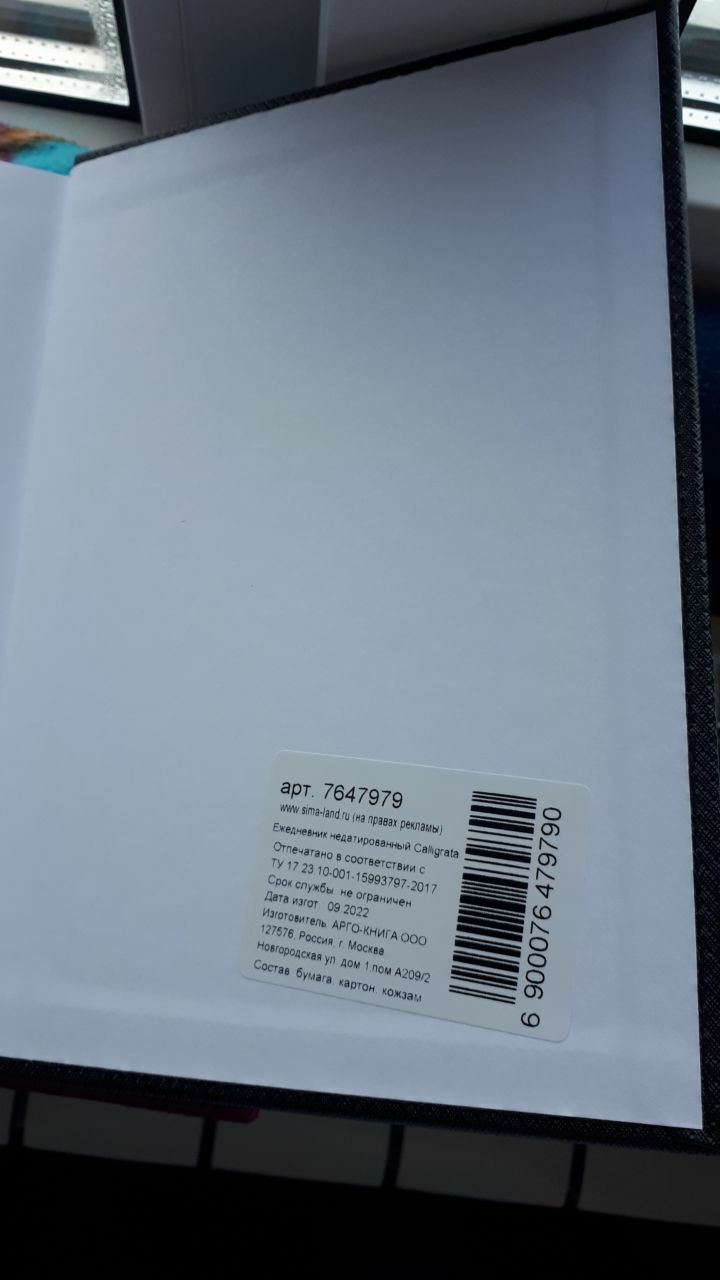 арт. 7647979
www.sima-land.ru (на правах рекламы)
Ежедневник недатированный Calligrata
Отпечатано в соответствии с
ТУ 17.23.10-001-15993797-2017
Срок службы не ограничен
Дата изгот. 09.2022
Изготовитель АРГО-КНИГА ООО
127576, Россия, г. Москва
Новгородская ул. дом 1,пом А209/2
Состав бумага, картон, кожзам
6 900076 479790